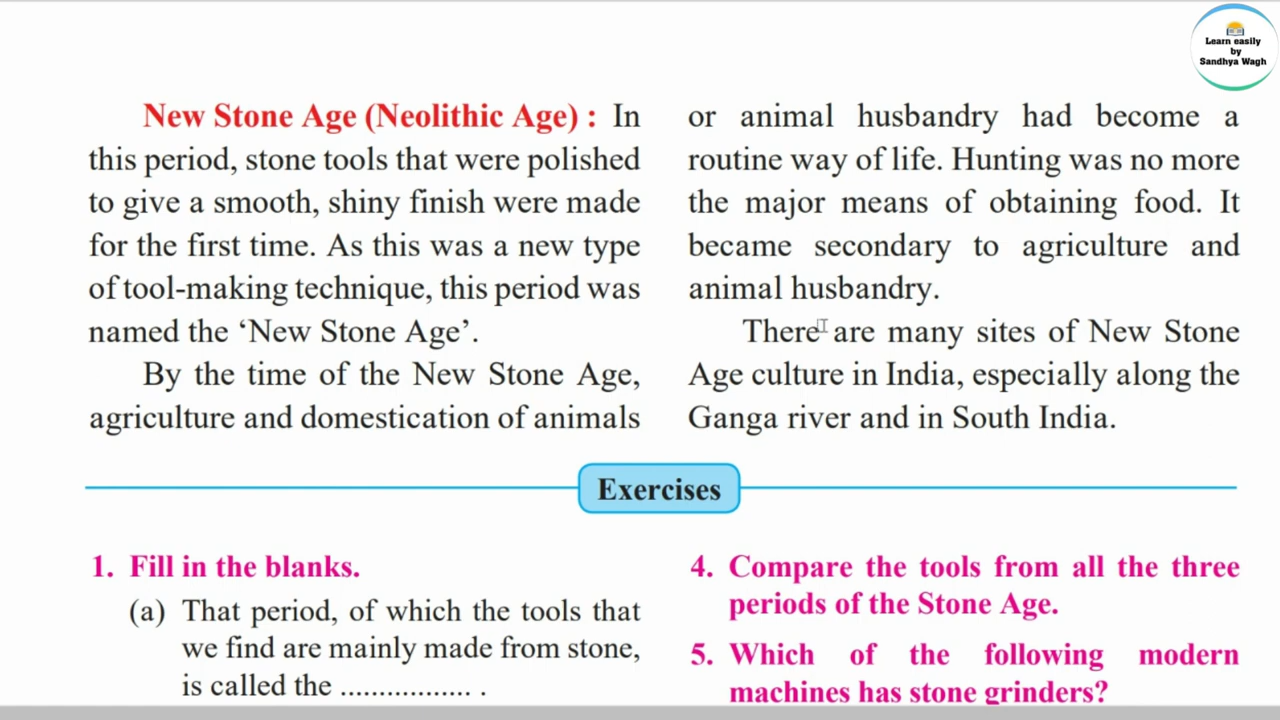 Learn easily
by
Sandhya Wagh
New Stone Age (Neolithic Age) : In
this period, stone tools that were polished
to give a smooth, shiny finish were made
for the first time. As this was a new type
of tool-making technique, this period was
named the ‘New Stone Age’.
By the time of the New Stone Age,
agriculture and domestication of animals
or animal husbandry had become a
routine way of life. Hunting was no more
the major means of obtaining food. It
became secondary to agriculture and
animal husbandry.
There are many sites of New Stone
Age culture in India, especially along the
Ganga river and in South India.
Exercises
1. Fill in the blanks.
(a) That period, of which the tools that
we find are mainly made from stone,
is called the .................. .
4. Compare the tools from all the three
periods of the Stone Age.
5. Which of the following modern
machines has stone grinders?